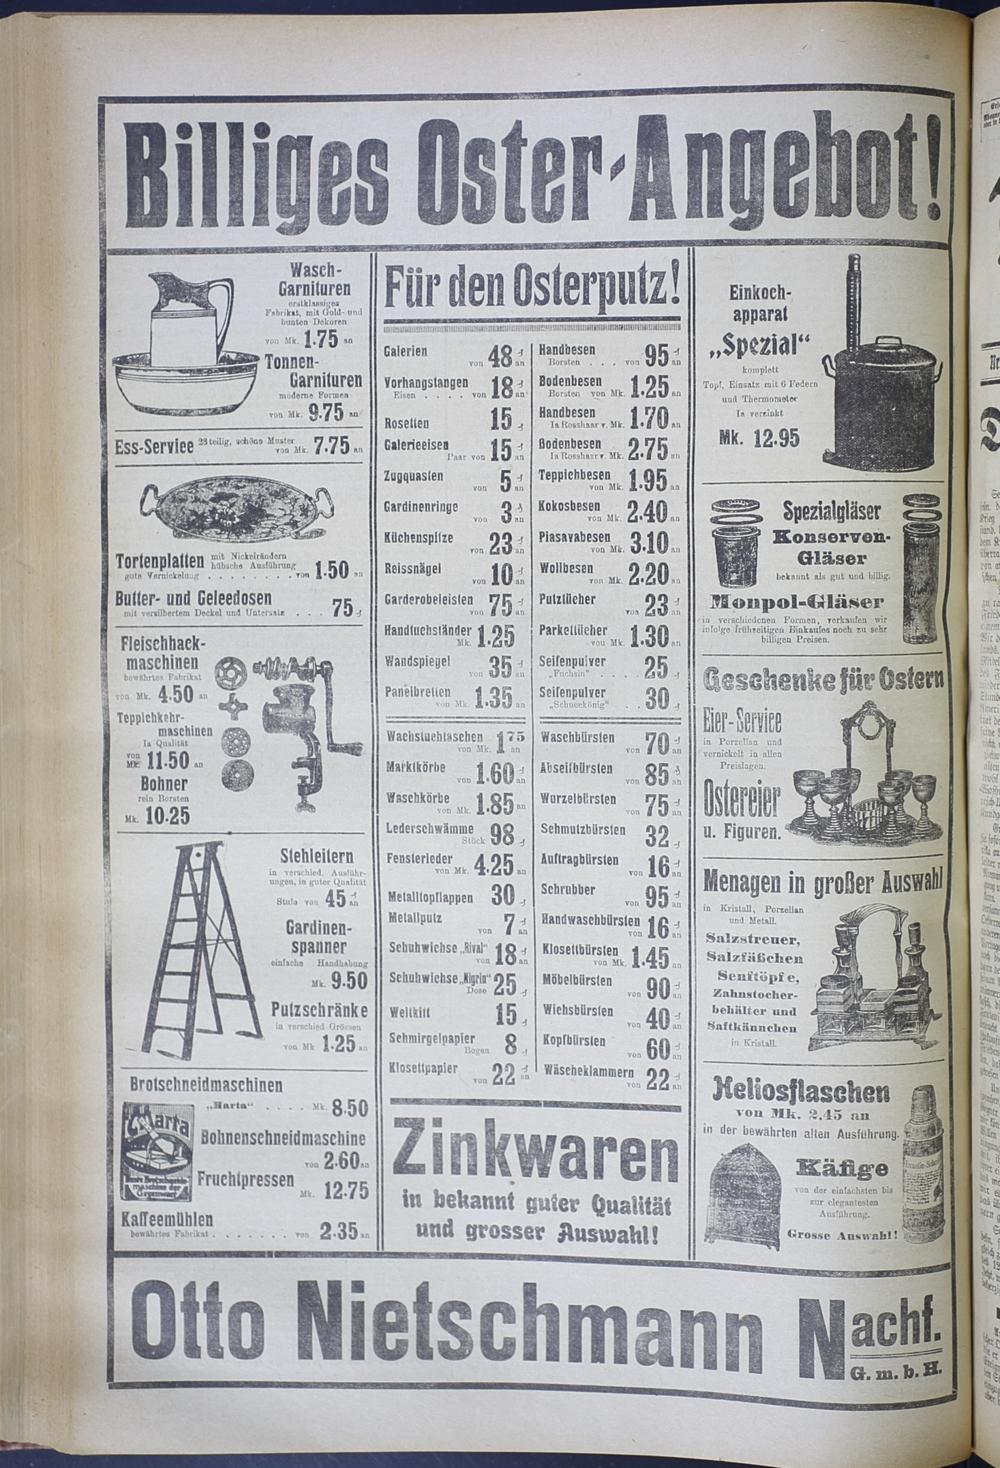 Billiges Oster-Angebot!
Wasch-
Garnituren
erstklassiges
Fabrikat, mit Gold- und
bunten Dekoren
von Mk. 1.75 an
Tonnen-
Garnituren
moderne Formen
von Mk. 9.75 an
Ess-Service 23 teilig, schöne Muster von Mk. 7.75 an
Tortenplatten mit Nickelrändern hübsche Ausführung
gute Vernickelung . . . . . . . . von 1.50 an
Butter- und Geleedosen
mit versilbertem Deckel und Untersatz . . . 75 ₰
Fleischhack-
maschinen
bewährtes Fabrikat
von Mk. 4.50 an
Teppichkehr-
maschinen
Ia Qualität
von Mk. 11.50 an
Bohner
rein Borsten
Mk. 10.25
Stehleitern
in verschied. Ausführ-
ungen, in guter Qualität
Stufe von 45 ₰ an
Gardinen-
spanner
einfache Handhabung
Mk. 9.50
Putzschränke
in verschied. Grössen
von Mk 1.25 an
Brotschneidmaschinen
„Marta“ . . . . Mk. 8.50
Marta
Bohnenschneidmaschine
von 2.60 an
Fruchtpressen
Mk. 12.75
Kaffeemühlen
bewährtes Fabrikat . . . . . . . von 2.35 an
Für den Osterputz!
Galerien von 48 ₰ an
Vorhangstangen
Eisen . . . . von 18 ₰ an
Rosetten 15 ₰
Galerieeisen
Paar von 15 ₰ an
Zugquasten von 5 ₰ an
Gardinenringe von 3 ₰ an
Küchenspitze von 23 ₰ an
Reissnägel von 10 ₰ an
Garderobeleisten von 75 ₰ an
Handtuchständer Mk. 1.25
Wandspiegel von 35 ₰ an
Panelbretten von Mk. 1.35 an
Wachstuchtaschen von Mk. 1 75 an
Marktkörbe von 1.60 ₰ an
Waschkörbe von Mk. 1.85 an
Lederschwämme Stück 98 ₰
Fensterleder von Mk. 4.25 an
Metalltopflappen 30 ₰
Metallputz von 7 ₰ an
Schuhwichse „Rival“ von 18 ₰ an
Schuhwichse „Nigrin“ Dose 25 ₰
Weltkitt 15 ₰
Schmirgelpapier Bogen 8 ₰
Klosettpapier von 22 ₰ an
Handbesen
Borsten . . . von 95 ₰ an
Bodenbesen
Borsten von Mk. 1.25 an
Handbesen
Ia Rosshaar v. Mk. 1.70 an
Bodenbesen
Ia Rosshaar v. Mk. 2.75 an
Teppichbesen von Mk. 1.95 an
Kokosbesen von Mk. 2.40 an
Piasavabesen von Mk. 3.10 an
Wollbesen von Mk. 2.20 an
Putztücher von 23 ₰ an
Parkettücher von Mk. 1.30 an
Seifenpulver
„Fuchsin“ . . . . 25 ₰
Seifenpulver
„Schneekönig“ . . 30 ₰
Waschbürsten von 70 ₰ an
Abseifbürsten von 85 ₰ an
Wurzelbürsten von 75 ₰ an
Schmutzbürsten 32 ₰
Auftragbürsten von 16 ₰ an
Schrubber von 95 ₰ an
Handwaschbürsten von 16 ₰ an
Klosettbürsten von Mk. 1.45 an
Möbelbürsten von 90 ₰ an
Wichsbürsten von 40 ₰ an
Kopfbürsten von 60 ₰ an
Wäscheklammern von 22 ₰ an
Zinkwaren
in bekannt guter Qualität
und grosser Auswahl!
Einkoch-
apparat
„Spezial“
komplett
Topf, Einsatz mit 6 Federn
und Thermometer
Ia verzinkt
Mk. 12.95
Spezialgläser
Konserven-
Gläser
bekannt als gut und billig.
Monpol-Gläser
in verschiedenen Formen, verkaufen wir
infolge frühzeitigen Einkaufes noch zu sehr
billigen Preisen.
Geschenke für Ostern
Eier-Service
in Porzellan und
vernickelt in allen
Preislagen.
Ostereier
u. Figuren.
Menagen in großer Auswahl
in Kristall, Porzellan
und Metall.
Salzstreuer,
Salzfäßchen
Senftöpfe,
Zahnstocher-
behälter und
Saftkännchen
in Kristall.
Heliosflaschen
von Mk. 2.45 an
in der bewährten alten Ausführung.
Käfige
von der einfachsten bis
zur elegantesten
Ausführung.
Grosse Auswahl!
Otto Nietschmann Nachf.
G. m. b. H.